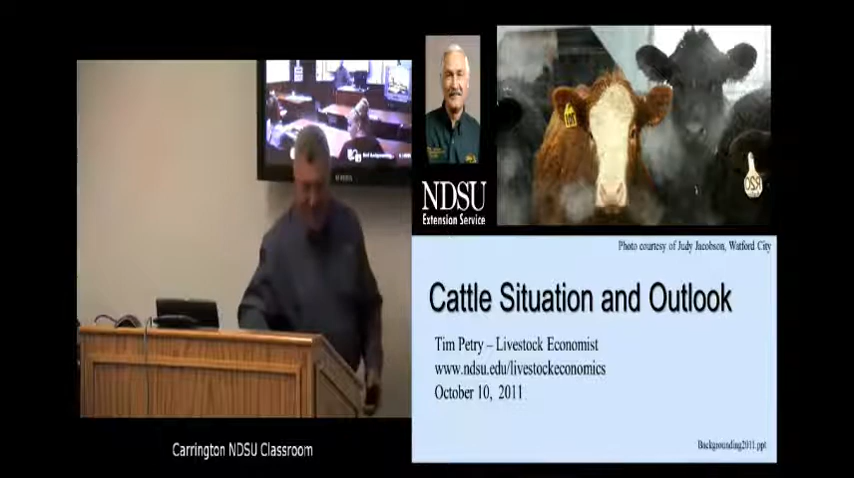 NDSU
Extension Service
Photo courtesy of Judy Jacobson, Watford City
Cattle Situation and Outlook
Tim Petry – Livestock Economist
www.ndsu.edu/livestockeconomics
October 10, 2011
Backgrounding2011.ppt
Carrington NDSU Classroom